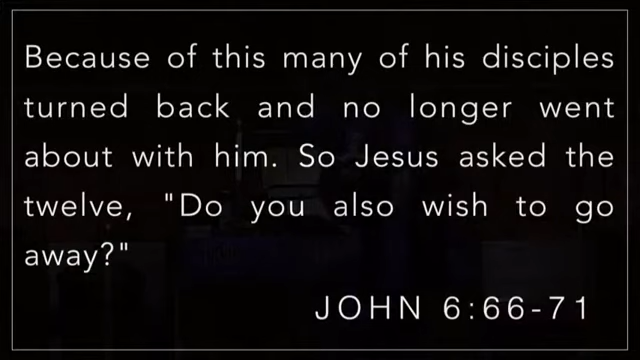 Because of this many of his disciples
turned back and no longer went
about with him. So Jesus asked the
twelve, "Do you also wish to go
away?"
JOHN 6:66-71